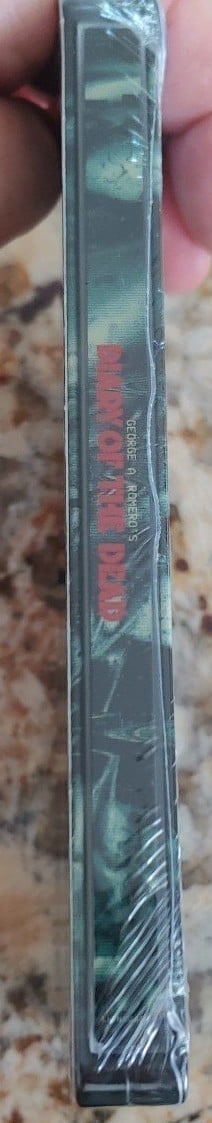 GEORGE A. ROMERO'S
DIARY OF THE DEAD